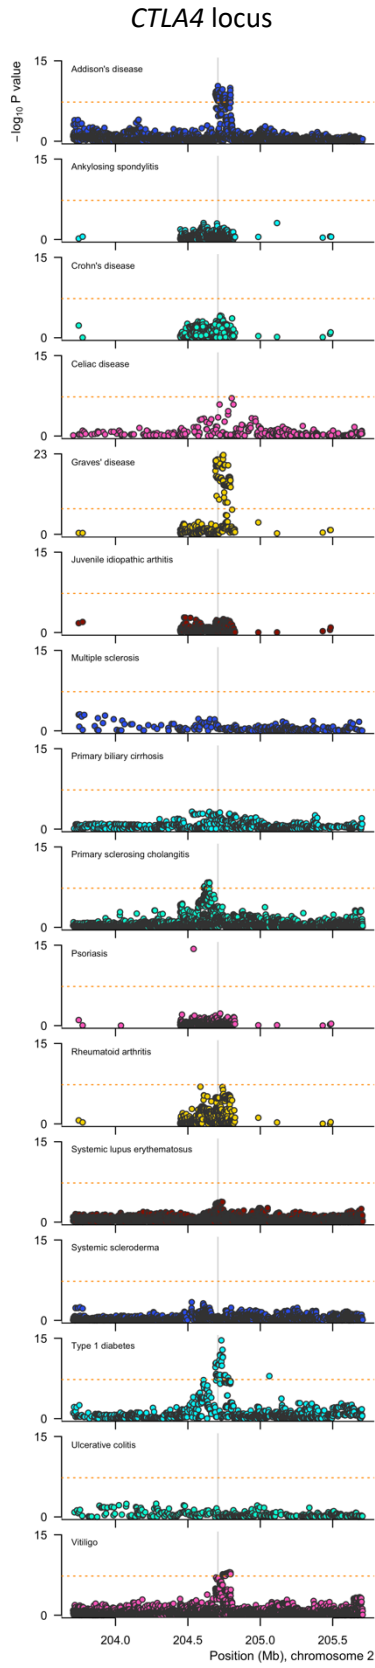 CTLA4 locus
− log10 P value
15
Addison's disease
0
15
Ankylosing spondylitis
0
15
Crohn's disease
0
15
Celiac disease
0
23
Graves' disease
0
15
Juvenile idiopathic arthitis
0
15
Multiple sclerosis
0
15
Primary biliary cirrhosis
0
15
Primary sclerosing cholangitis
0
15
Psoriasis
0
15
Rheumatoid arthritis
0
15
Systemic lupus erythematosus
0
15
Systemic scleroderma
0
15
Type 1 diabetes
0
15
Ulcerative colitis
0
15
Vitiligo
0
204.0 204.5 205.0 205.5
Position (Mb), chromosome 2